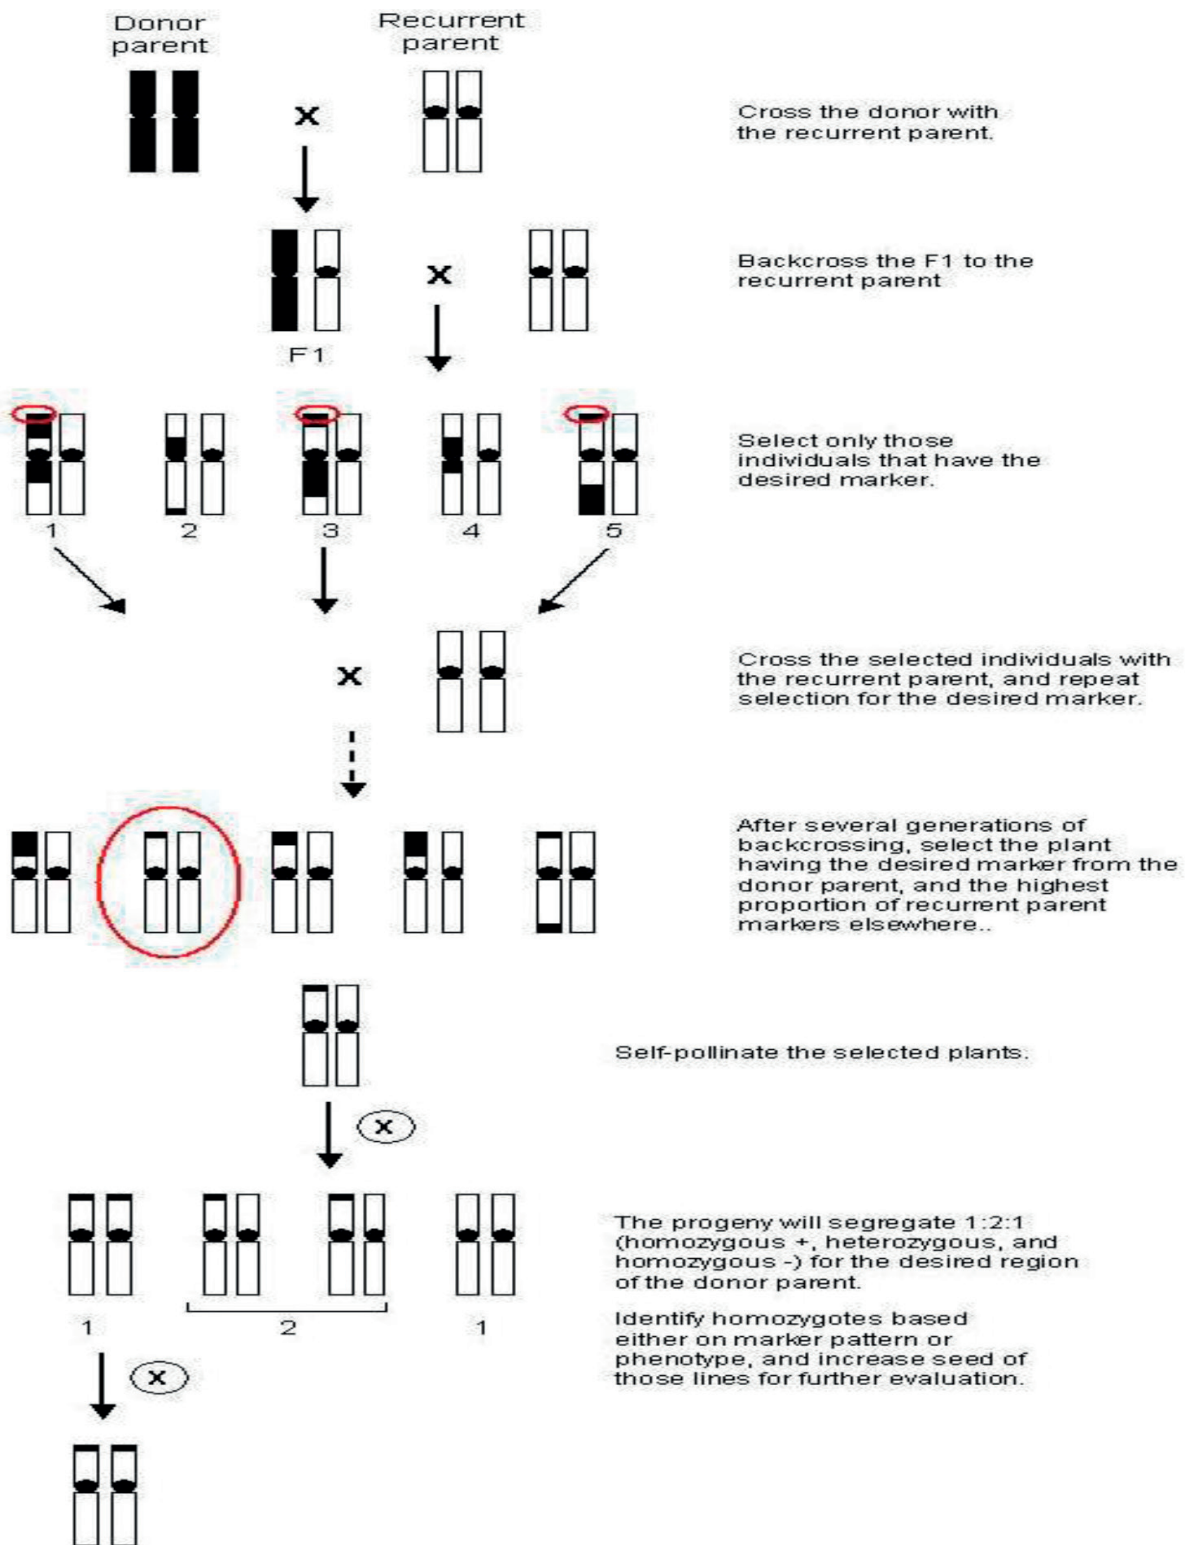 Donor
parent
Recurrent
parent
X
Cross the donor with
the recurrent parent.
X
Backcross the F1 to the
recurrent parent
F1
Select only those
individuals that have the
desired marker.
1
2
3
4
5
X
Cross the selected individuals with
the recurrent parent, and repeat
selection for the desired marker.
After several generations of
backcrossing, select the plant
having the desired marker from the
donor parent, and the highest
proportion of recurrent parent
markers elsewhere..
Self-pollinate the selected plants.
X
The progeny will segregate 1:2:1
(homozygous +, heterozygous, and
homozygous -) for the desired region
of the donor parent.
1
2
1
Identify homozygotes based
either on marker pattern or
phenotype, and increase seed of
those lines for further evaluation.
X